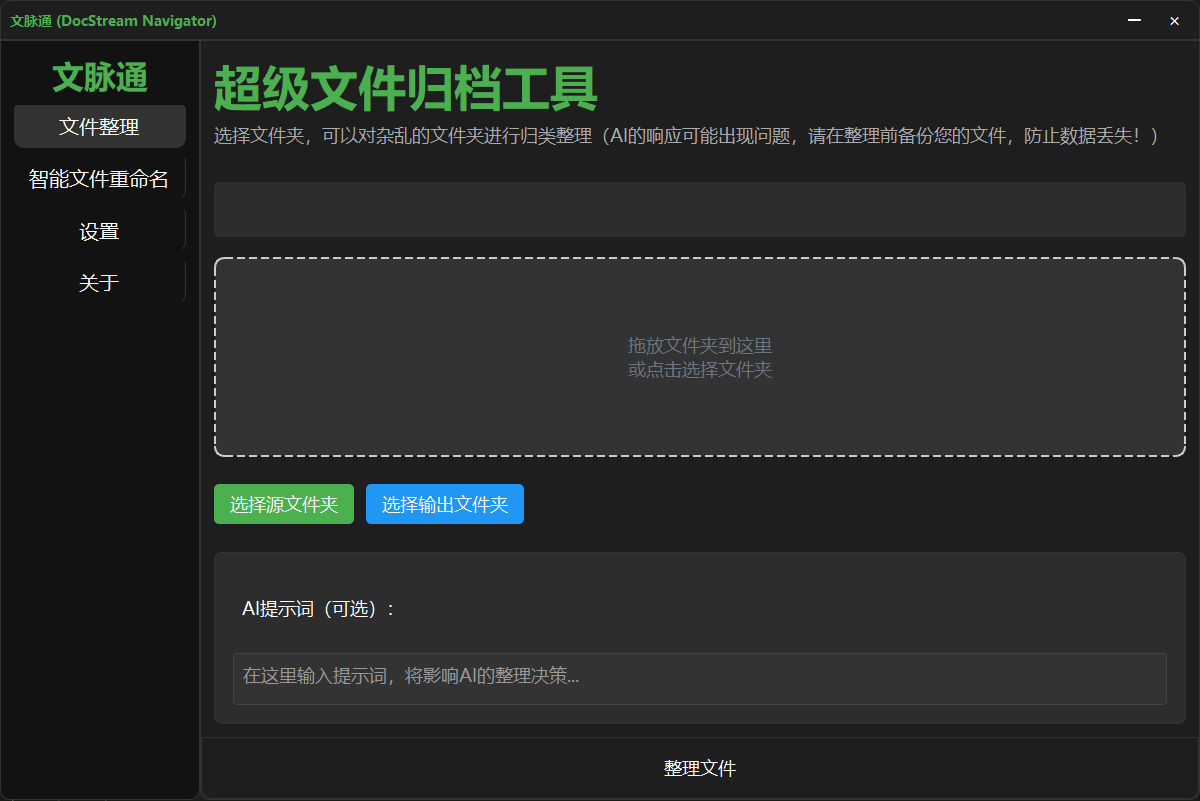 文脉通 (DocStream Navigator)
文脉通
文件整理
智能文件重命名
设置
关于
超级文件归档工具
选择文件夹，可以对杂乱的文件夹进行归类整理（AI的响应可能出现问题，请在整理前备份您的文件，防止数据丢失！）
拖放文件夹到这里
或点击选择文件夹
选择源文件夹
选择输出文件夹
AI提示词（可选）：
在这里输入提示词，将影响AI的整理决策...
整理文件